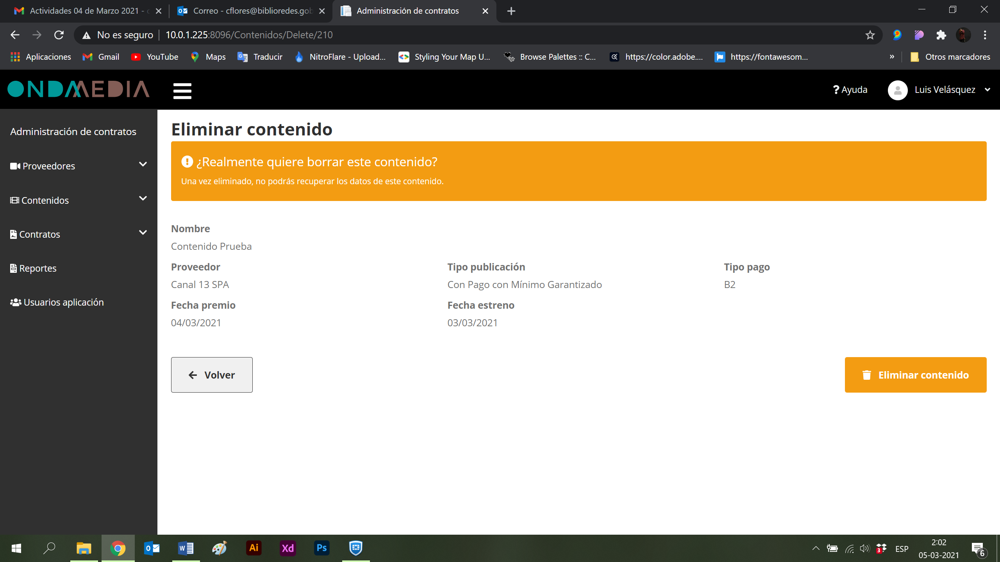 Actividades 04 de Marzo 2021 -
Correo - cflores@biblioredes.gob
Administración de contratos
No es seguro
10.0.1.225:8096/Contenidos/Delete/210
Aplicaciones
Gmail
YouTube
Maps
Traducir
NitroFlare - Upload...
Styling Your Map U...
Browse Palettes :: C...
https://color.adobe....
https://fontawesom...
»
Otros marcadores
ONDAMEDIA
? Ayuda
Luis Velásquez
Administración de contratos
Proveedores
Contenidos
Contratos
Reportes
Usuarios aplicación
Eliminar contenido
¿Realmente quiere borrar este contenido?
Una vez eliminado, no podrás recuperar los datos de este contenido.
Nombre
Contenido Prueba
Proveedor
Tipo publicación
Tipo pago
Canal 13 SPA
Con Pago con Mínimo Garantizado
B2
Fecha premio
Fecha estreno
04/03/2021
03/03/2021
Volver
Eliminar contenido
Ai
Xd
Ps
3
ESP
2:02
05-03-2021
6